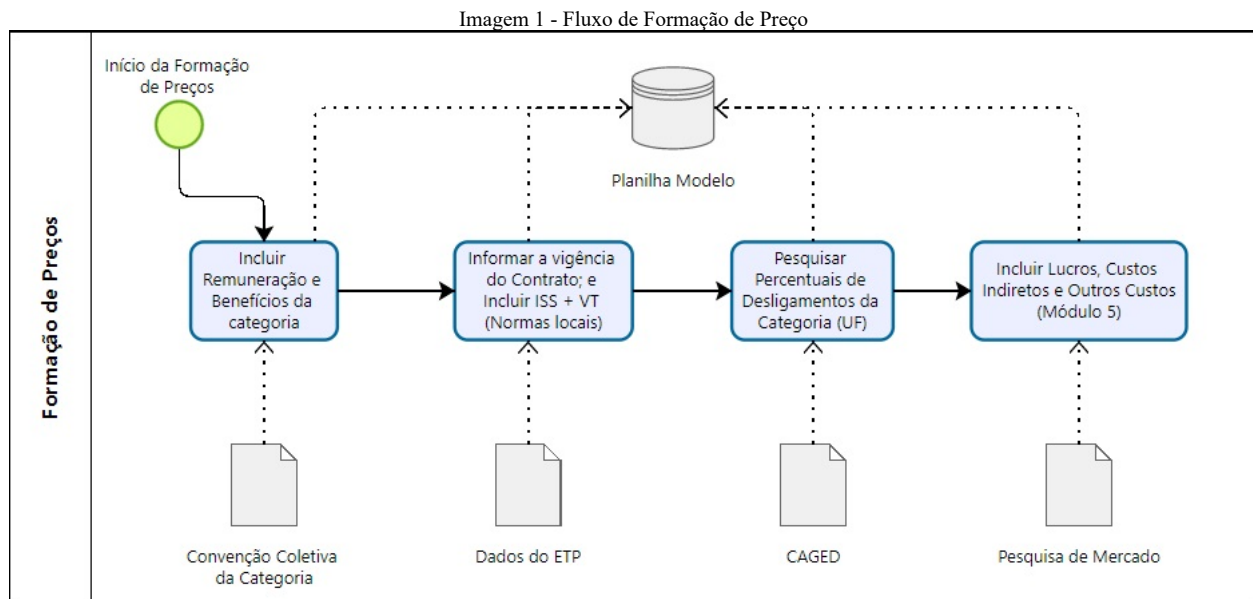 Imagem 1 - Fluxo de Formação de Preço
Início da Formação
de Preços
Planilha Modelo
Formação de Preços
Incluir
Remuneração e
Benefícios da
categoria
Informar a vigência
do Contrato; e
Incluir ISS + VT
(Normas locais)
Pesquisar
Percentuais de
Desligamentos da
Categoria (UF)
Incluir Lucros, Custos
Indiretos e Outros Custos
(Módulo 5)
Convenção Coletiva
da Categoria
Dados do ETP
CAGED
Pesquisa de Mercado